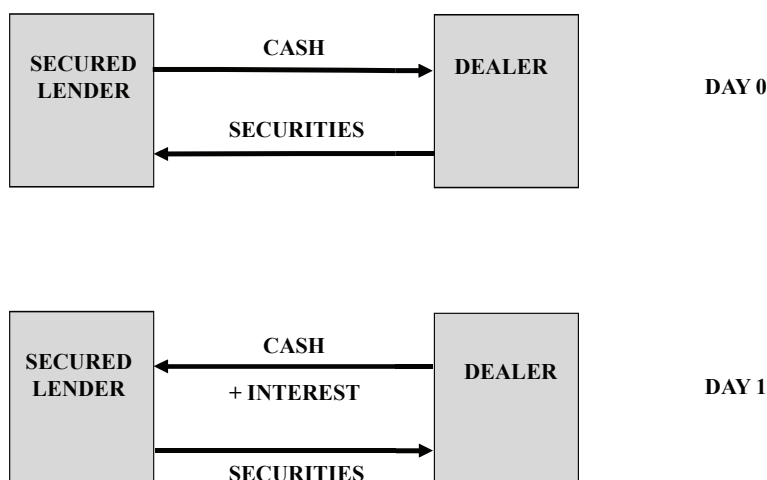 CASH
SECURED
LENDER
DEALER
DAY 0
SECURITIES
CASH
SECURED
LENDER
DEALER
DAY 1
+ INTEREST
SECURITIES